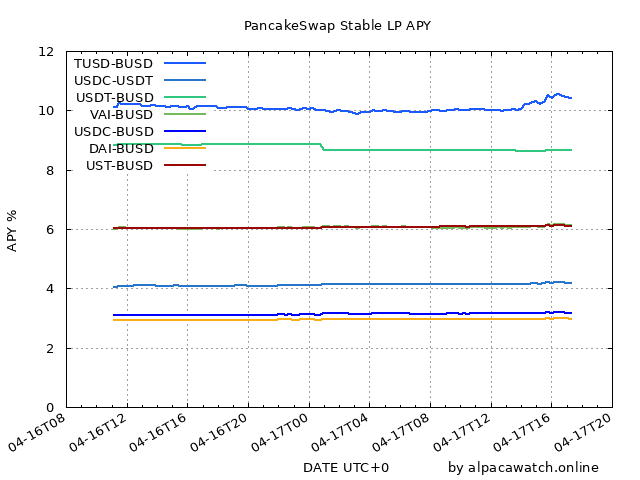 PancakeSwap Stable LP APY
TUSD-BUSD
USDC-USDT
USDT-BUSD
VAI-BUSD
USDC-BUSD
DAI-BUSD
UST-BUSD
12
10
8
6
4
2
0
APY %
04-16T08
04-16T12
04-16T16
04-16T20
04-17T00
04-17T04
04-17T08
04-17T12
04-17T16
04-17T20
DATE UTC+0
by alpacawatch.online